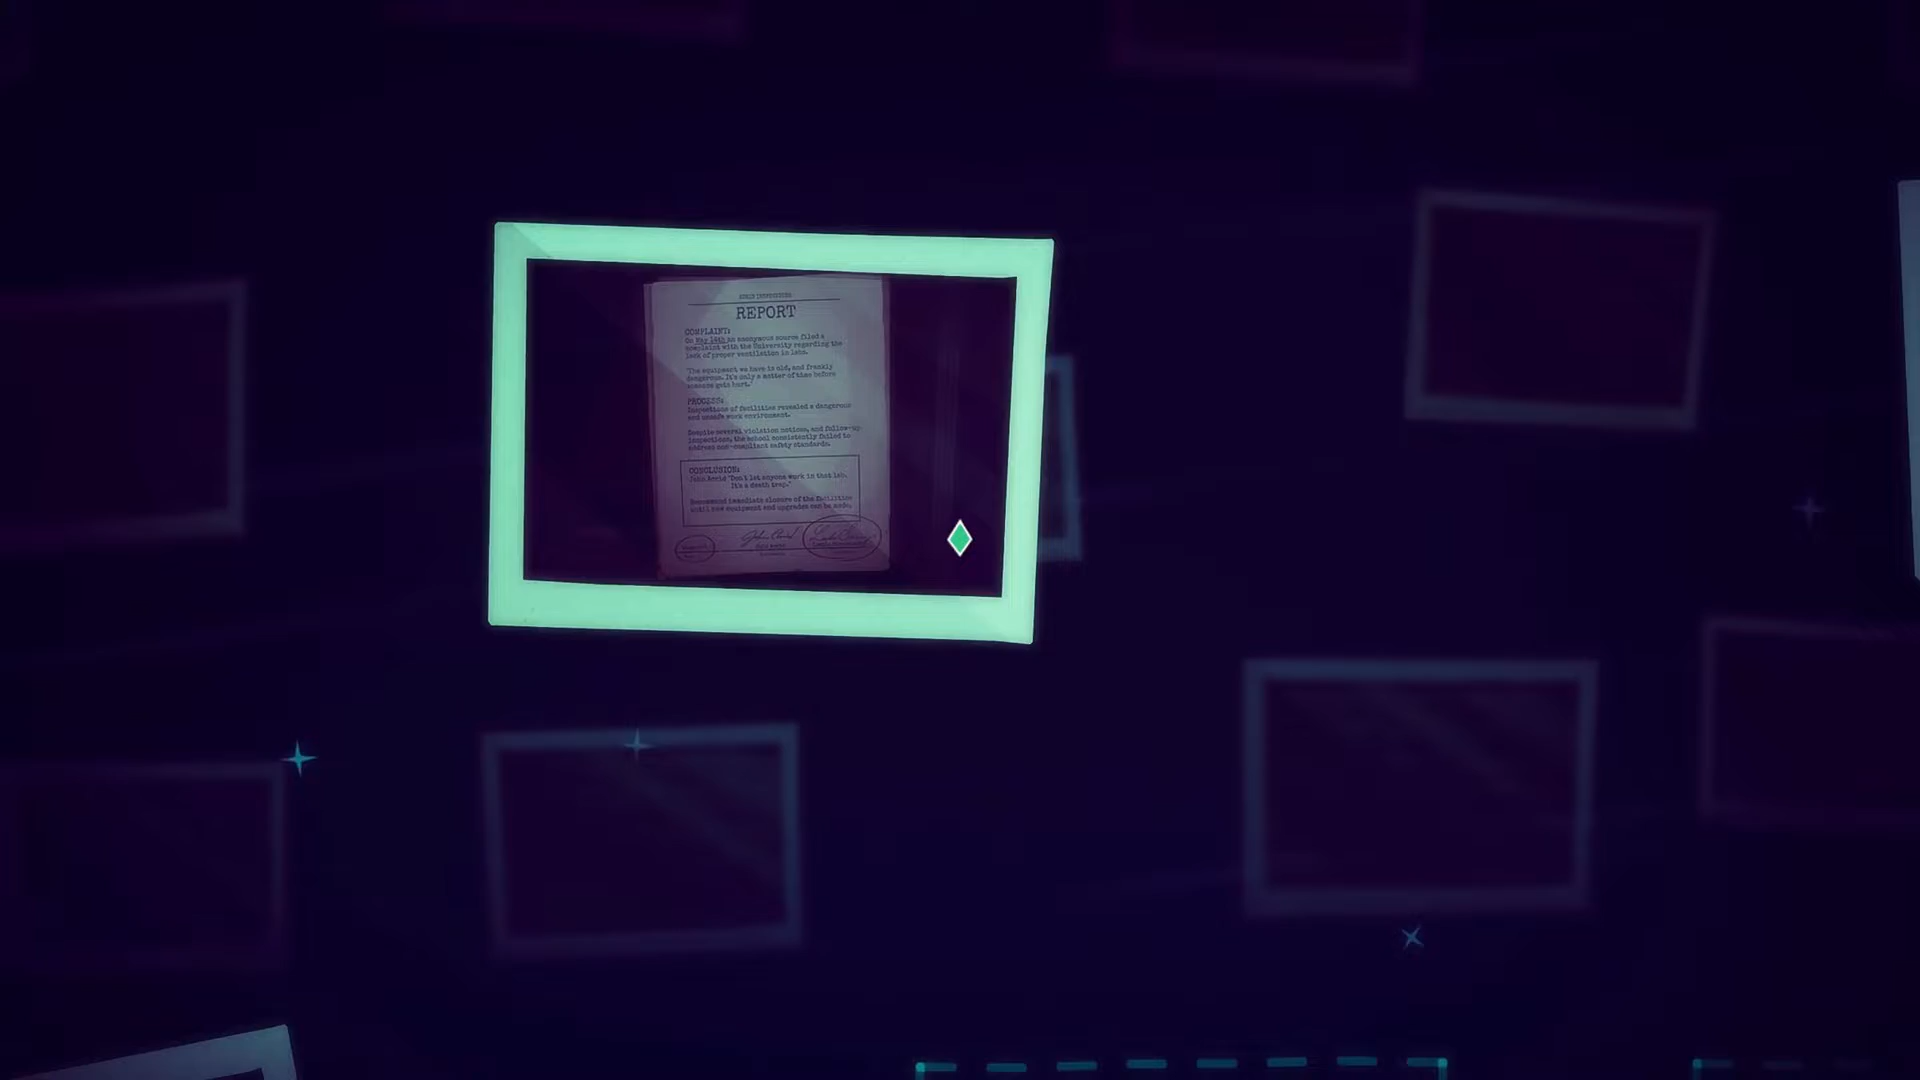 REPORT
COMPLAINT:
On May 14th an anonymous source filed a
complaint with the University regarding the
lack of proper ventilation in labs.
"The equipment we have is old, and frankly
dangerous. It's only a matter of time before
someone gets hurt."
PROCESS:
Inspections of facilities revealed a dangerous
and unsafe work environment.
Despite several violation notices, and follow-up
inspections, the school consistently failed to
address non-compliant safety standards.
CONCLUSION:
John "Don't let anyone work in that lab.
It's a death trap."
Recommend immediate closure of the facilities
until new equipment and upgrades can be made.
John